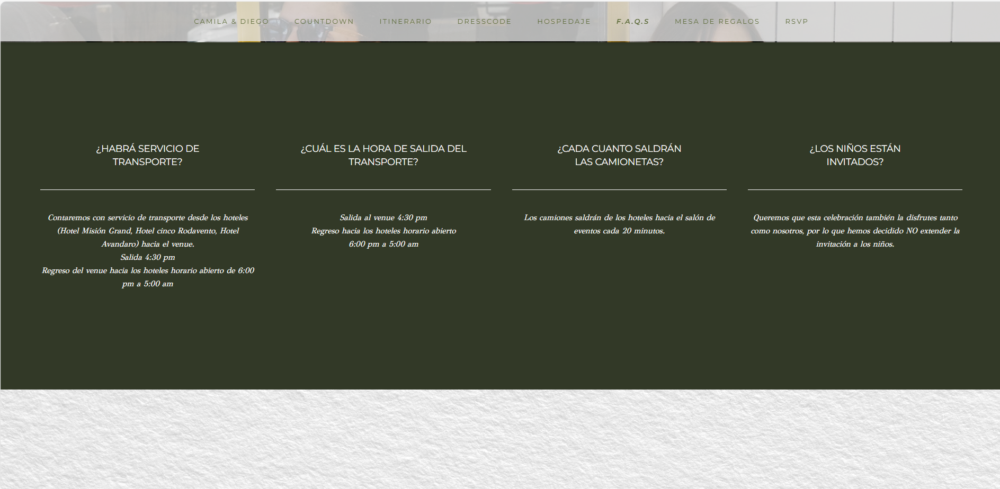 CAMILA & DIEGO COUNTDOWN ITINERARIO DRESSCODE HOSPEDAJE F.A.Q.S MESA DE REGALOS RSVP
¿HABRÁ SERVICIO DE
TRANSPORTE?
Contaremos con servicio de transporte desde los hoteles
(Hotel Misión Grand, Hotel cinco Rodavento, Hotel
Avandaro) hacia el venue.
Salida 4:30 pm
Regreso del venue hacia los hoteles horario abierto de 6:00
pm a 5:00 am
¿CUÁL ES LA HORA DE SALIDA DEL
TRANSPORTE?
Salida al venue 4:30 pm
Regreso hacia los hoteles horario abierto
6:00 pm a 5:00 am
¿CADA CUANTO SALDRÁN
LAS CAMIONETAS?
Los camiones saldrán de los hoteles hacia el salón de
eventos cada 20 minutos.
¿LOS NIÑOS ESTÁN
INVITADOS?
Queremos que esta celebración también la disfrutes tanto
como nosotros, por lo que hemos decidido NO extender la
invitación a los niños.